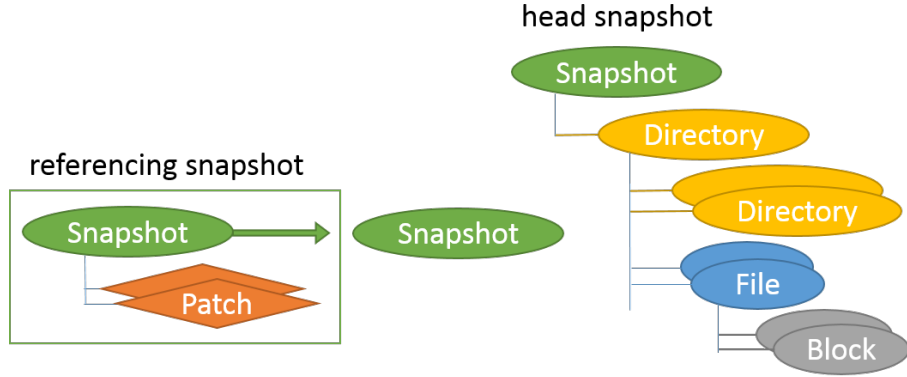 head snapshot
Snapshot
Directory
referencing snapshot
Snapshot
Snapshot
Directory
Patch
File
Block